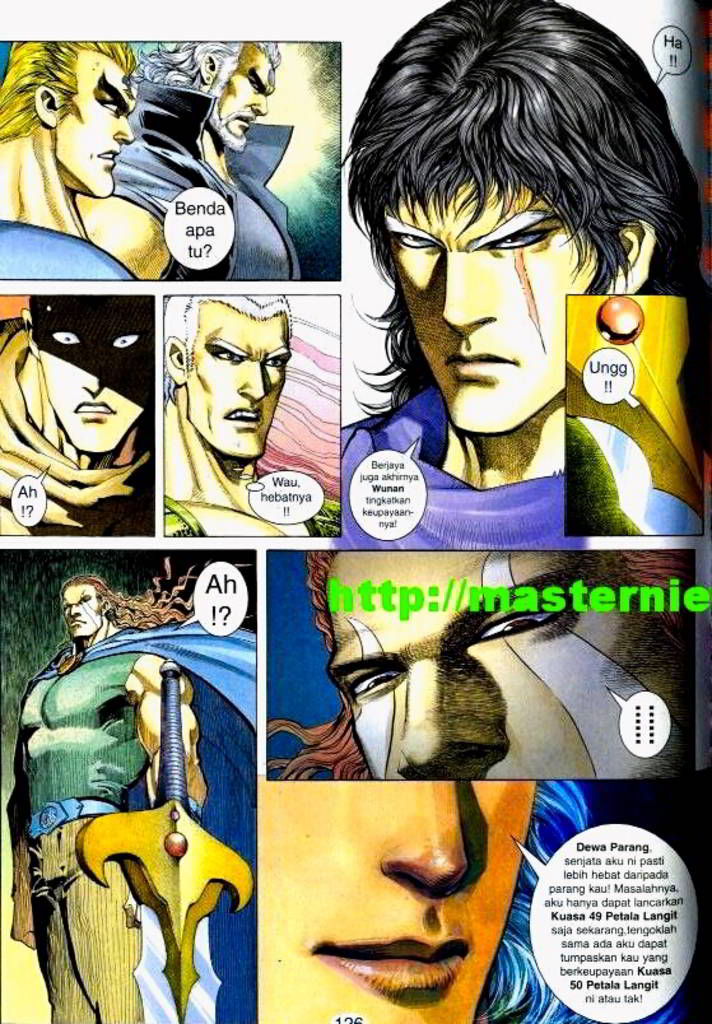 Benda
apa
tu?
Ha
!!
Ah
!?
Wau,
hebatnya
!!
Berjaya
juga akhirnya
Wunan
tingkatkan
keupayaan-
nya!
Ungg
!!
Ah
!?
http://masternie
Dewa Parang,
senjata aku ni pasti
lebih hebat daripada
parang kau! Masalahnya,
aku hanya dapat lancarkan
Kuasa 49 Petala Langit
saja sekarang,tengoklah
sama ada aku dapat
tumpaskan kau yang
berkeupayaan Kuasa
50 Petala Langit
ni atau tak!
126